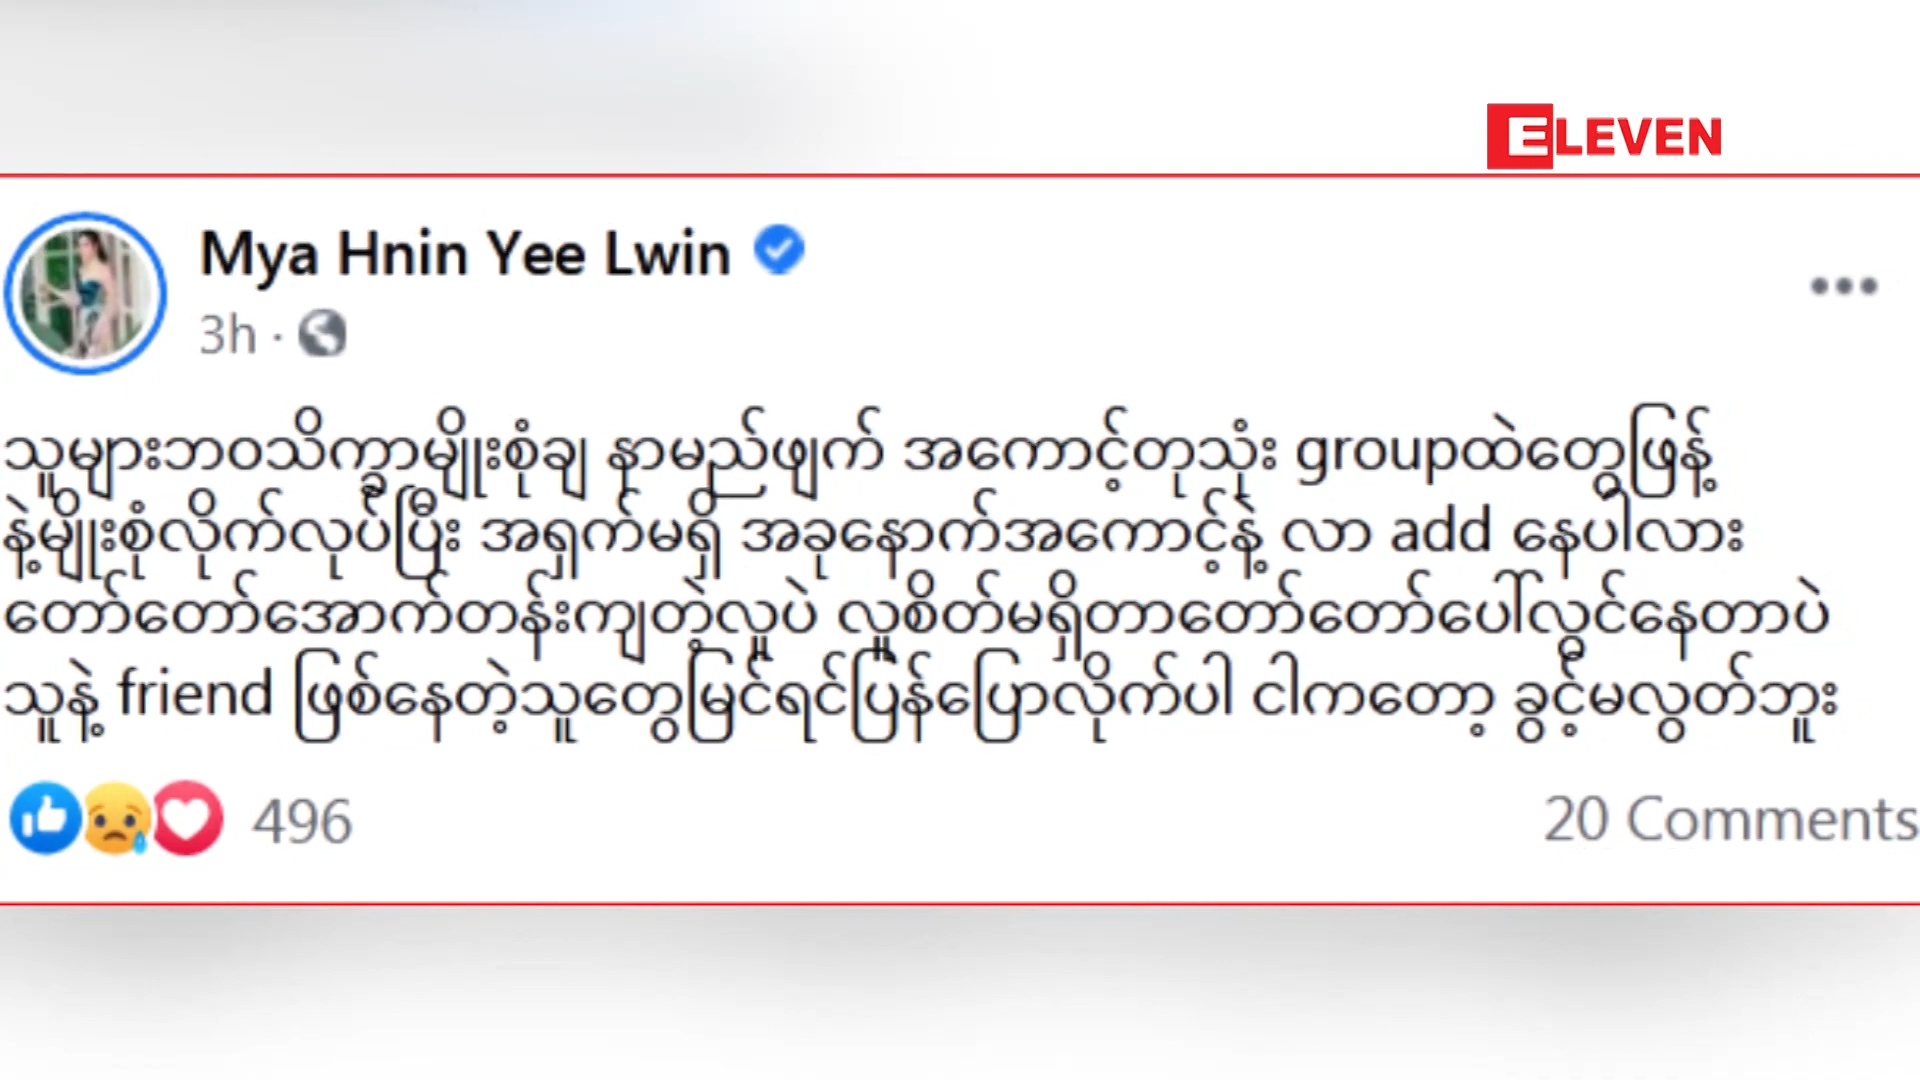 ELEVEN
Mya Hnin Yee Lwin
3h ·
သူများဘဝသိက္ခာမျိုးစုံချ နာမည်ဖျက် အကောင့်တုသုံး groupထဲတွေဖြန့်
နဲ့မျိုးစုံလိုက်လုပ်ပြီး အရှက်မရှိ အခုနောက်အကောင့်နဲ့ လာ add နေပါလား
တော်တော်အောက်တန်းကျတဲ့လူပဲ လူစိတ်မရှိတာတော်တော်ပေါ်လွင်နေတာပဲ
သူနဲ့ friend ဖြစ်နေတဲ့သူတွေမြင်ရင်ပြန်ပြောလိုက်ပါ ငါကတော့ ခွင့်မလွှတ်ဘူး
496
20 Comments